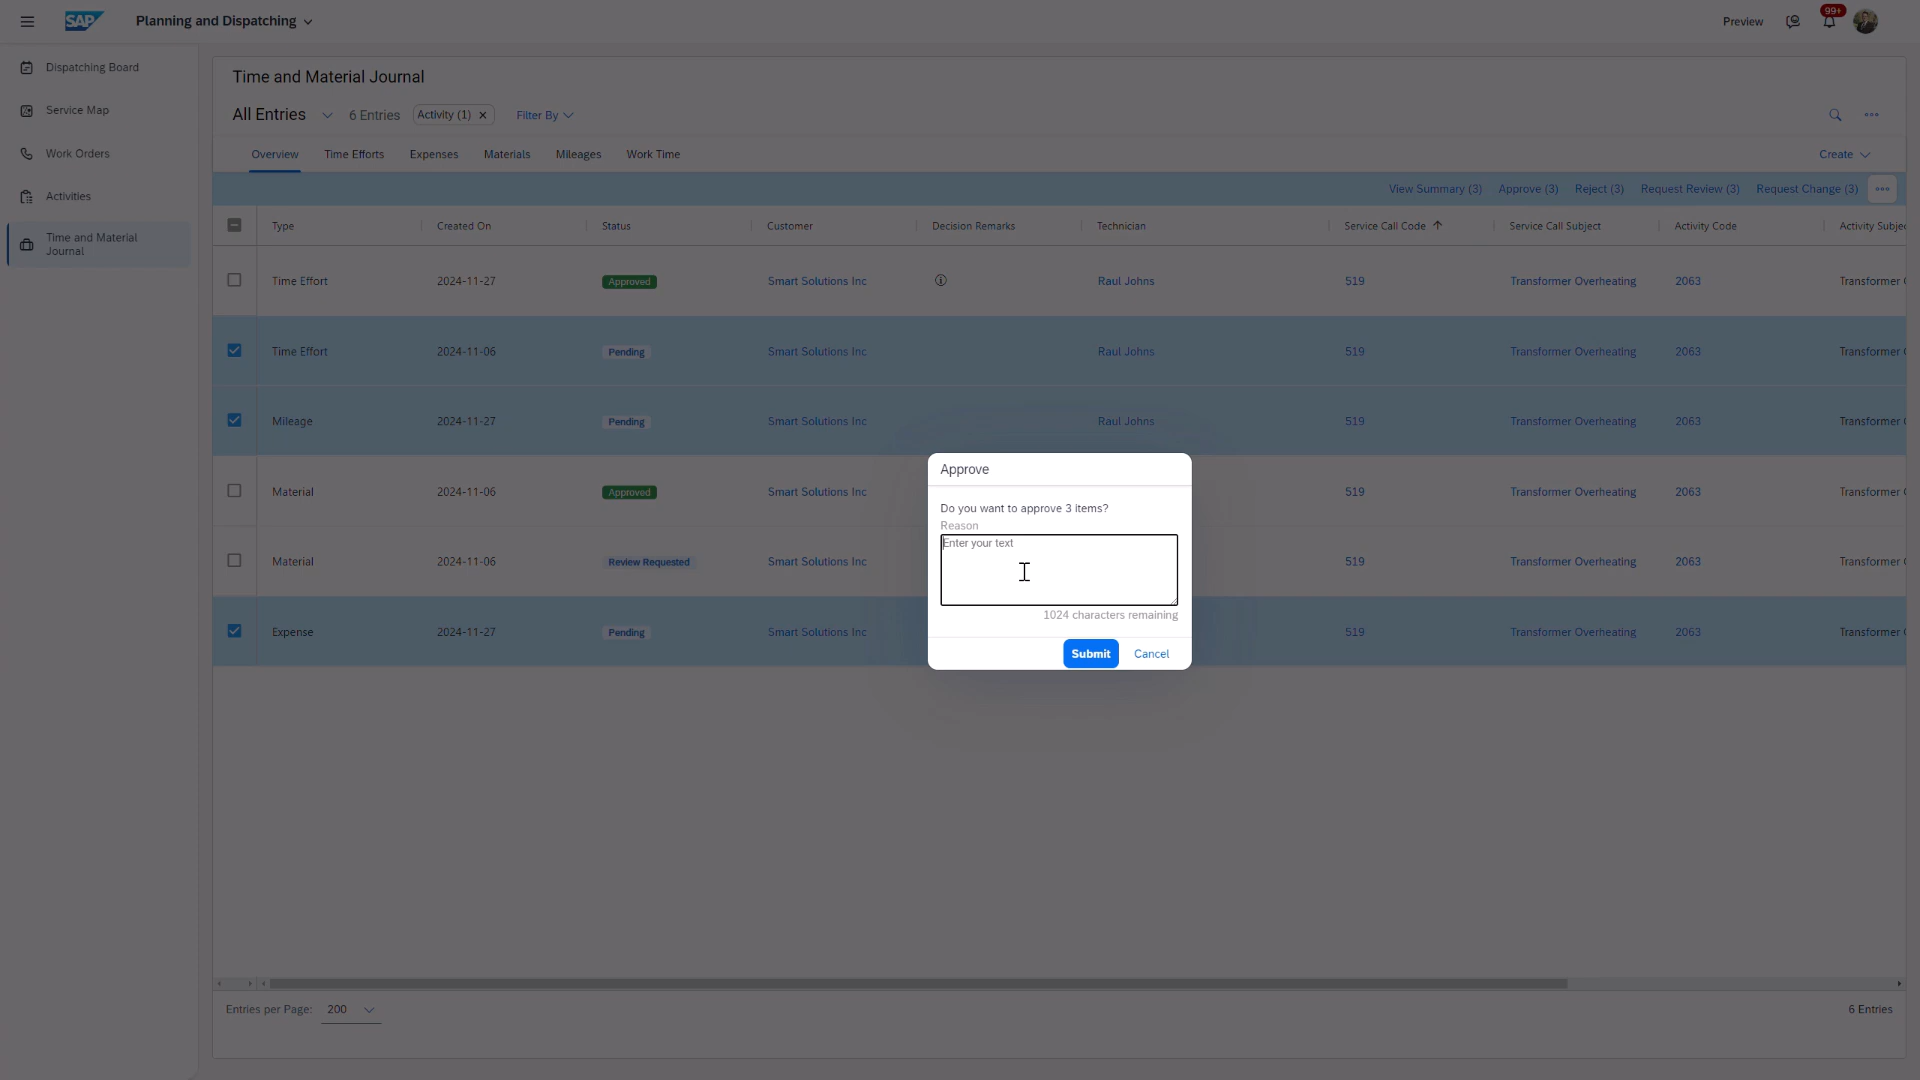 SAP Planning and Dispatching Preview 99+
Dispatching Board
Service Map
Work Orders
Activities
Time and Material
Journal
Time and Material Journal
All Entries 6 Entries Activity (1) Filter By
Overview Time Efforts Expenses Materials Mileages Work Time Create
View Summary (3) Approve (3) Reject (3) Request Review (3) Request Change (3)
Type Created On Status Customer Decision Remarks Technician Service Call Code Service Call Subject Activity Code Activity Subjec
Time Effort 2024-11-27 Approved Smart Solutions Inc Raul Johns 519 Transformer Overheating 2063 Transformer
Time Effort 2024-11-06 Pending Smart Solutions Inc Raul Johns 519 Transformer Overheating 2063 Transformer
Mileage 2024-11-27 Pending Smart Solutions Inc Raul Johns 519 Transformer Overheating 2063 Transformer
Material 2024-11-06 Approved Smart Solutions Inc 519 Transformer Overheating 2063 Transformer
Material 2024-11-06 Review Requested Smart Solutions Inc 519 Transformer Overheating 2063 Transformer
Expense 2024-11-27 Pending Smart Solutions Inc 519 Transformer Overheating 2063 Transformer
Approve
Do you want to approve 3 items?
Reason
Enter your text
1024 characters remaining
Submit Cancel
Entries per Page: 200 6 Entries